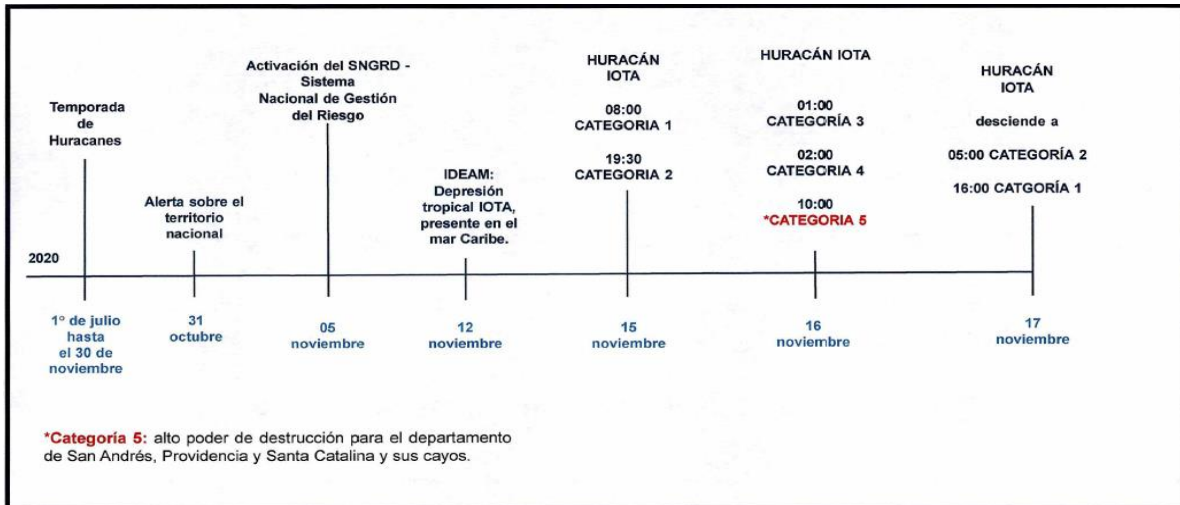 Temporada
de
Huracanes
Alerta sobre el
territorio
nacional
Activación del SNGRD -
Sistema
Nacional de Gestión
del Riesgo
IDEAM:
Depresión
tropical IOTA,
presente en el
mar Caribe.
HURACÁN
IOTA
08:00
CATEGORIA 1
19:30
CATEGORIA 2
HURACÁN IOTA
01:00
CATEGORÍA 3
02:00
CATEGORÍA 4
10:00
*CATEGORIA 5
HURACÁN
IOTA
desciende a
05:00 CATEGORÍA 2
16:00 CATGORÍA 1
2020
1º de julio
hasta
el 30 de
noviembre
31
octubre
05
noviembre
12
noviembre
15
noviembre
16
noviembre
17
noviembre
*Categoría 5: alto poder de destrucción para el departamento
de San Andrés, Providencia y Santa Catalina y sus cayos.